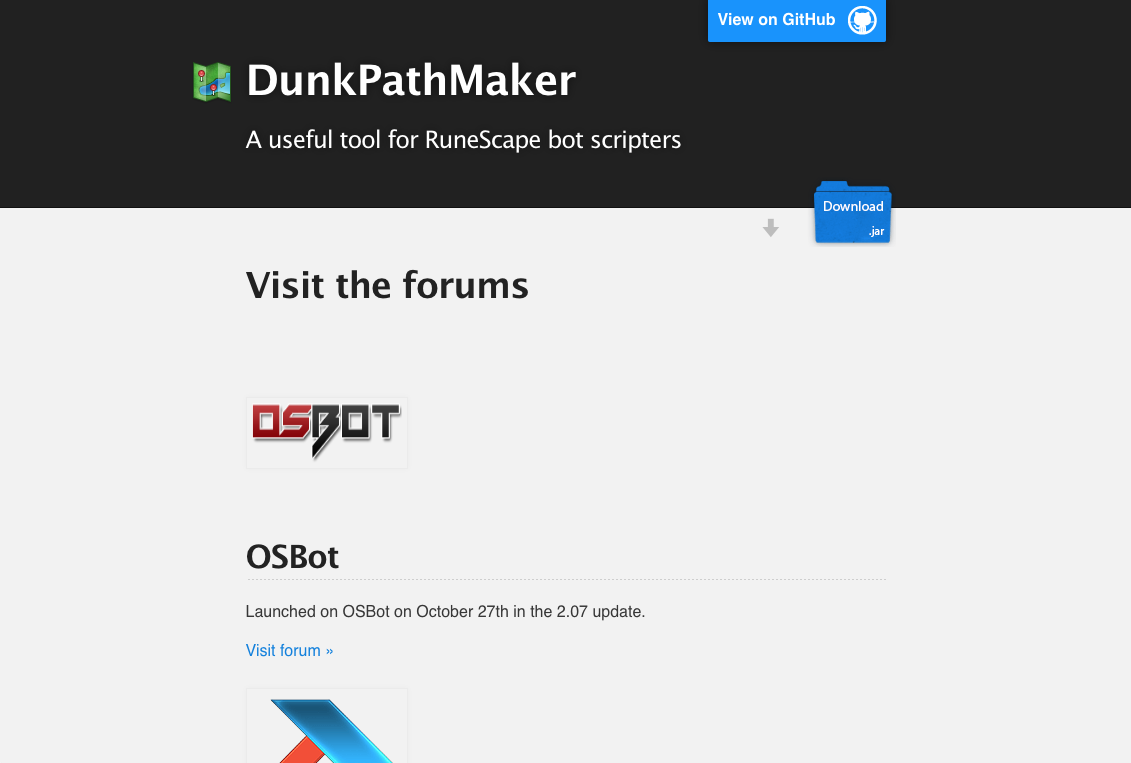 View on GitHub
DunkPathMaker
A useful tool for RuneScape bot scripters
Download
.jar
Visit the forums
OSBOT
OSBot
Launched on OSBot on October 27th in the 2.07 update.
Visit forum »